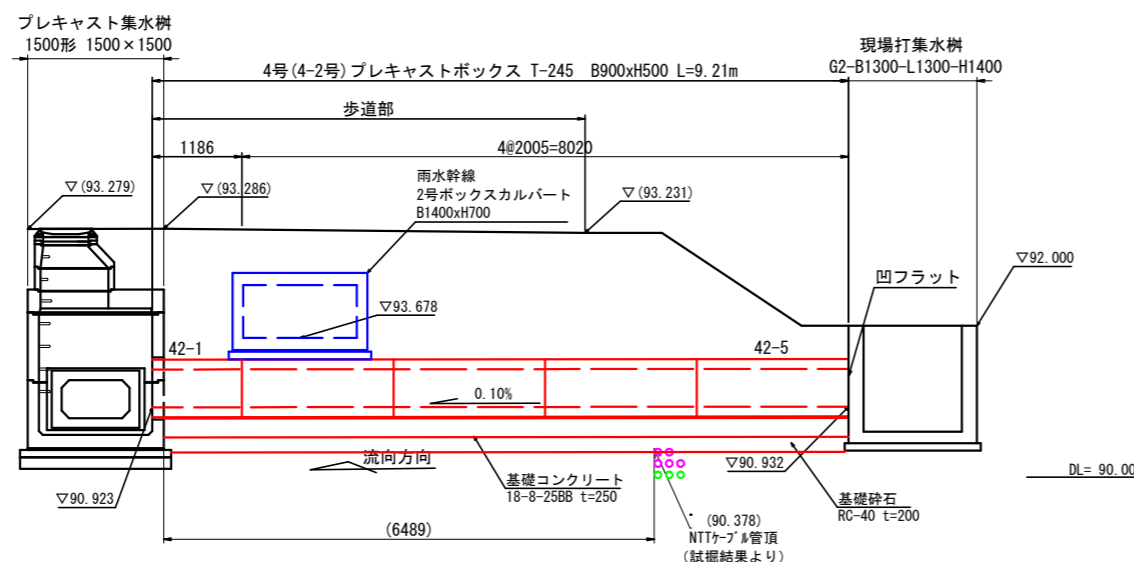 プレキャスト集水桝
1500形 1500×1500
現場打集水桝
G2-B1300-L1300-H1400
4号(4-2号)プレキャストボックス T-245 B900xH500 L=9.21m
歩道部
1186
4@2005=8020
雨水幹線
2号ボックスカルバート
B1400xH700
▽(93.279)
▽(93.286)
▽(93.231)
▽92.000
凹フラット
▽93.678
42-1
42-5
0.10%
流向方向
▽90.923
基礎コンクリート
18-8-25BB t=250
▽90.932
基礎砕石
RC-40 t=200
DL= 90.00
(6489)
(90.378)
NTTケーブル管頂
(試掘結果より)